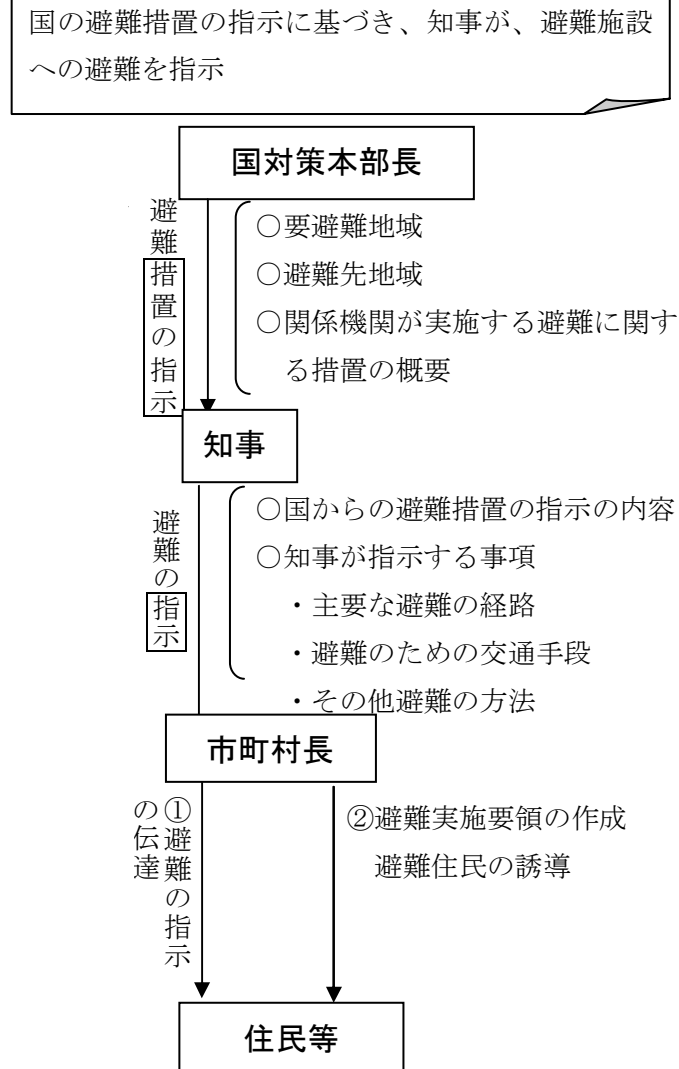 国の避難措置の指示に基づき、知事が、避難施設
への避難を指示
国対策本部長
避難措置の指示
○要避難地域
○避難先地域
○関係機関が実施する避難に関す
る措置の概要
知事
避難の指示
○国からの避難措置の指示の内容
○知事が指示する事項
・主要な避難の経路
・避難のための交通手段
・その他避難の方法
市町村長
①避難の指示
の伝達
②避難実施要領の作成
避難住民の誘導
住民等